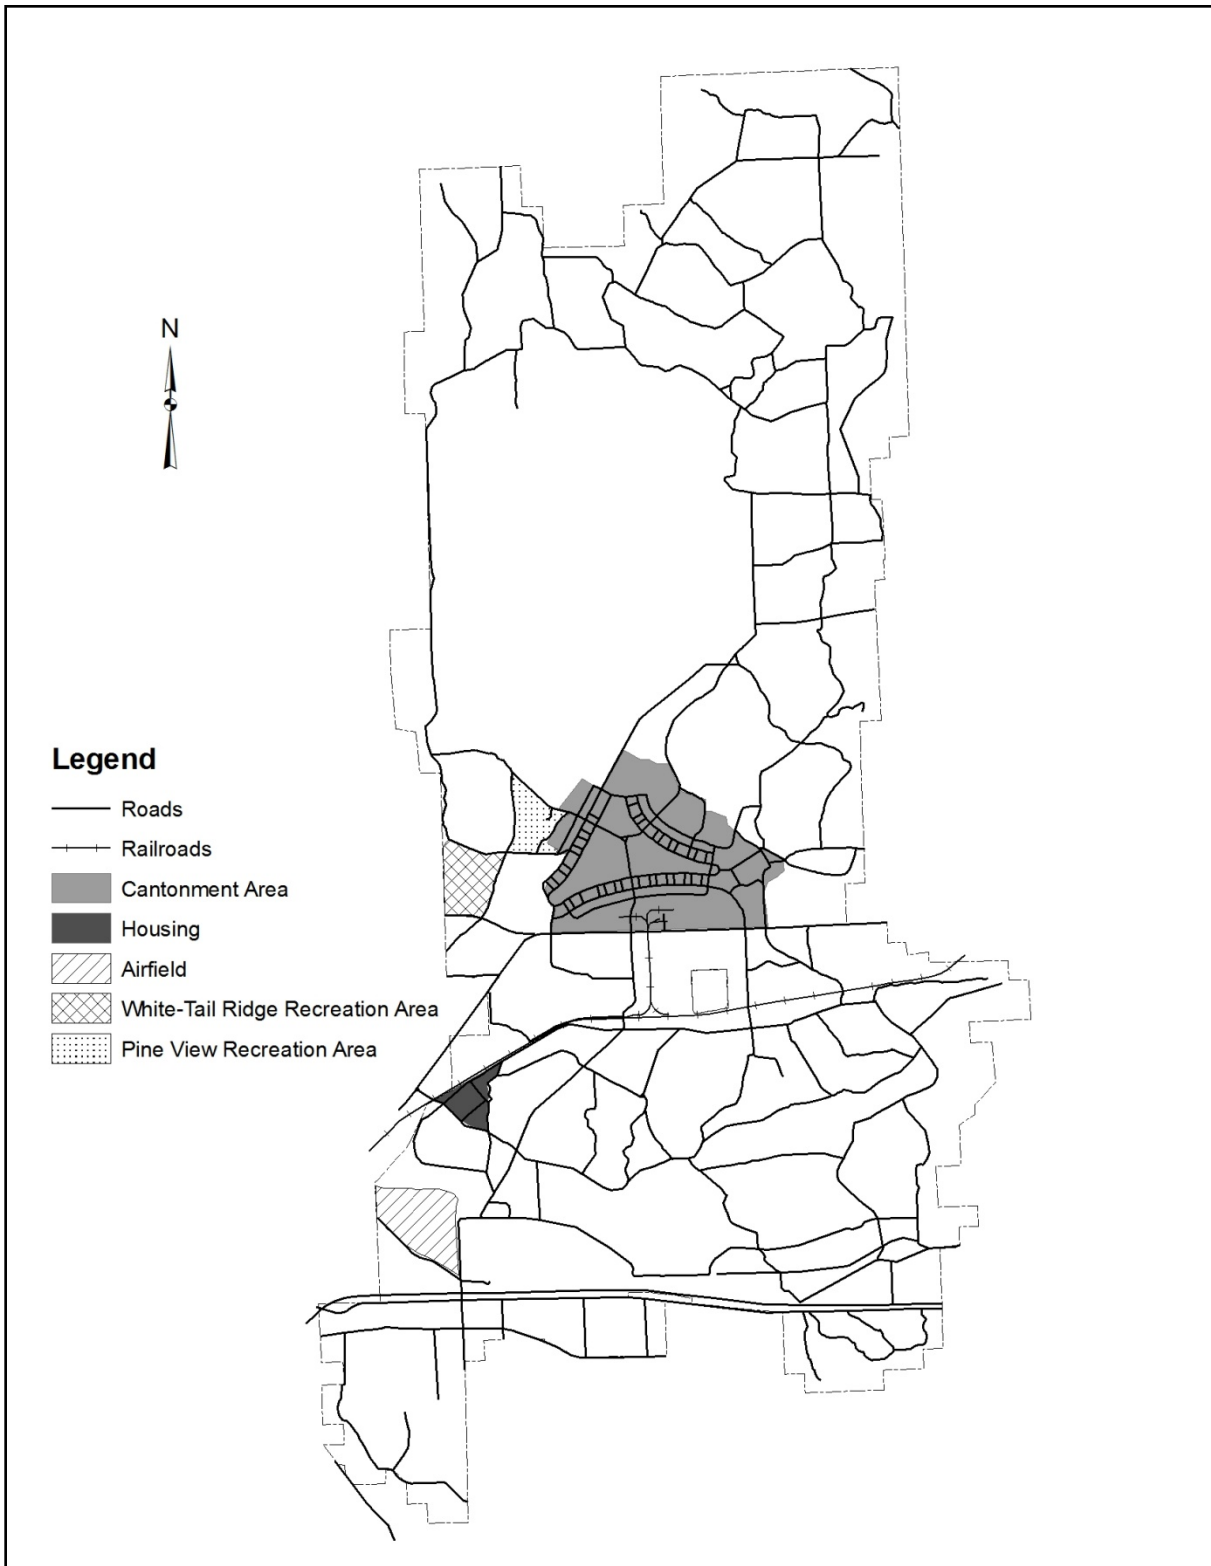 N
Legend
Roads
Railroads
Cantonment Area
Housing
Airfield
White-Tail Ridge Recreation Area
Pine View Recreation Area